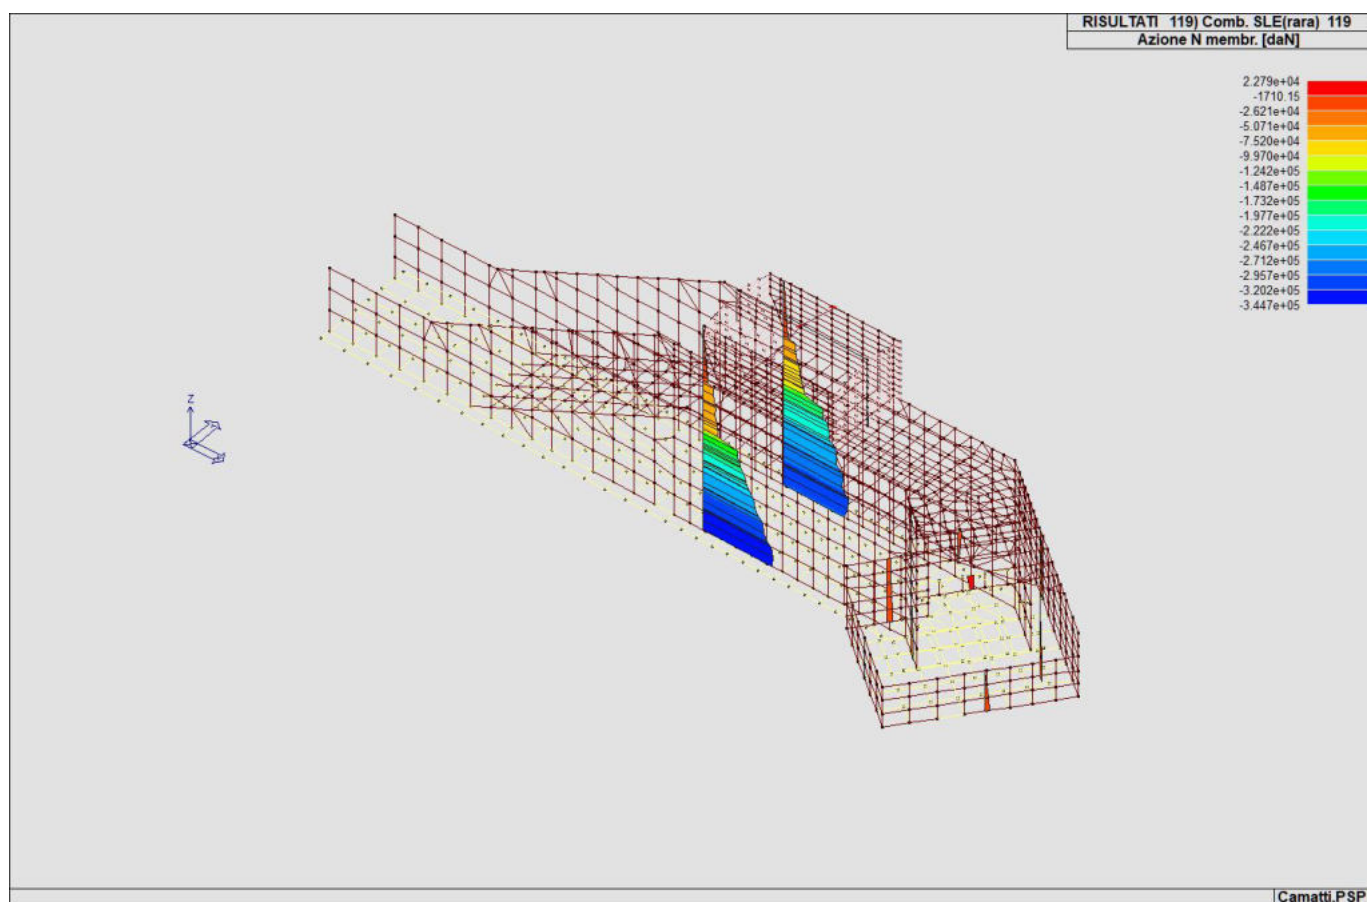 RISULTATI 119) Comb. SLE(rara) 119
Azione N membr. [daN]
2.279e+04
-1710.15
-2.621e+04
-5.071e+04
-7.520e+04
-9.970e+04
-1.242e+05
-1.487e+05
-1.732e+05
-1.977e+05
-2.222e+05
-2.467e+05
-2.712e+05
-2.957e+05
-3.202e+05
-3.447e+05
Z
Camatti.PSP